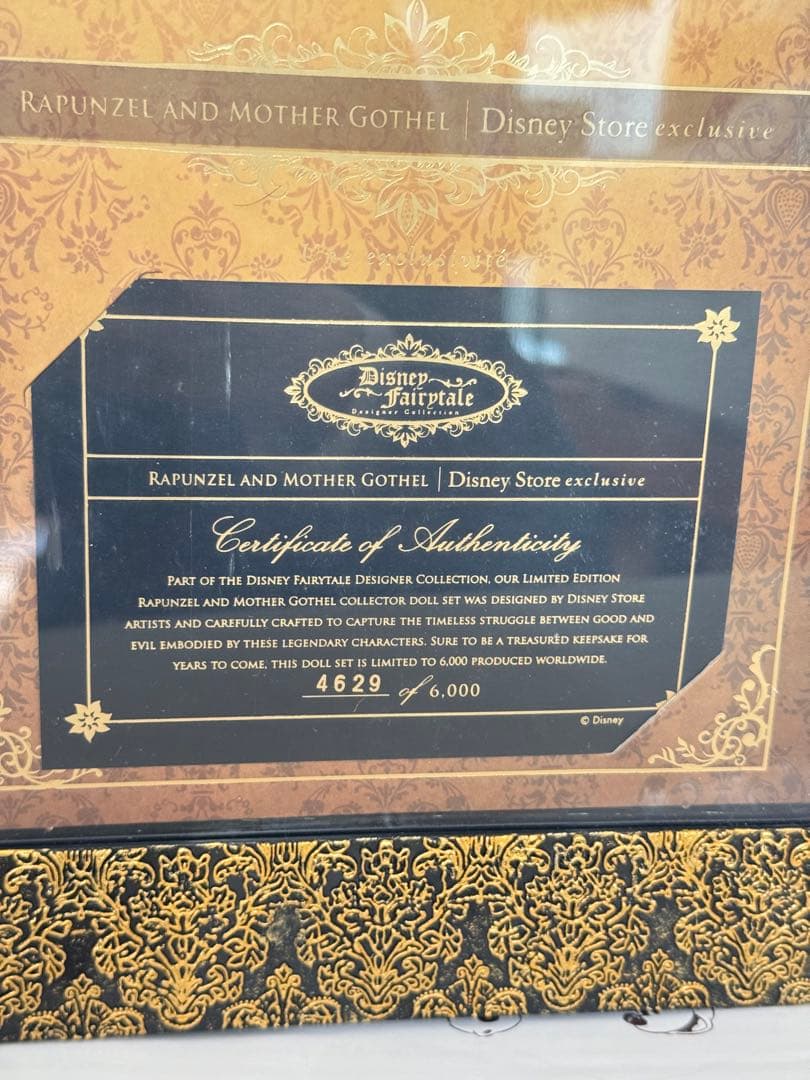 RAPUNZEL AND MOTHER GOTHEL | Disney Store exclusive
Une exclusivité
Disney
Fairytale
Designer Collection
RAPUNZEL AND MOTHER GOTHEL | Disney Store exclusive
Certificate of Authenticity
PART OF THE DISNEY FAIRYTALE DESIGNER COLLECTION, OUR LIMITED EDITION
RAPUNZEL AND MOTHER GOTHEL COLLECTOR DOLL SET WAS DESIGNED BY DISNEY STORE
ARTISTS AND CAREFULLY CRAFTED TO CAPTURE THE TIMELESS STRUGGLE BETWEEN GOOD AND
EVIL EMBODIED BY THESE LEGENDARY CHARACTERS. SURE TO BE A TREASURED KEEPSAKE FOR
YEARS TO COME, THIS DOLL SET IS LIMITED TO 6,000 PRODUCED WORLDWIDE.
4629 of 6,000
© Disney